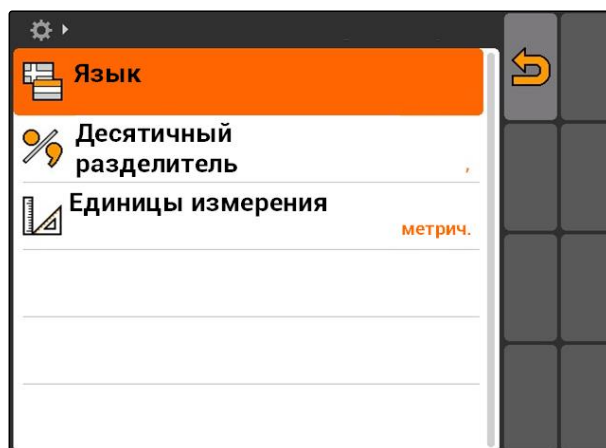 Язык
Десятичный
разделитель
,
Единицы измерения
метрич.